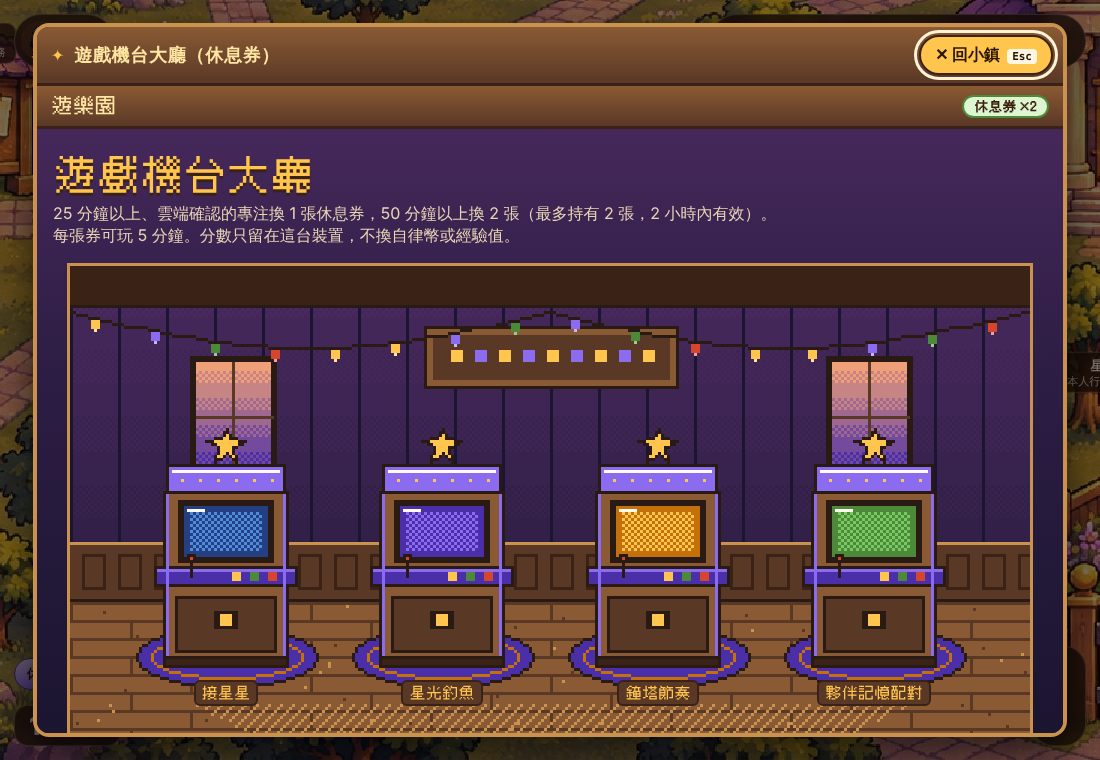 ✦ 遊戲機台大廳（休息券）
✕ 回小鎮 Esc
遊樂園
休息券 ×2
遊戲機台大廳
25 分鐘以上、雲端確認的專注換 1 張休息券，50 分鐘以上換 2 張（最多持有 2 張，2 小時內有效）。
每張券可玩 5 分鐘。分數只留在這台裝置，不換自律幣或經驗值。
接星星
星光釣魚
鐘塔節奏
夥伴記憶配對